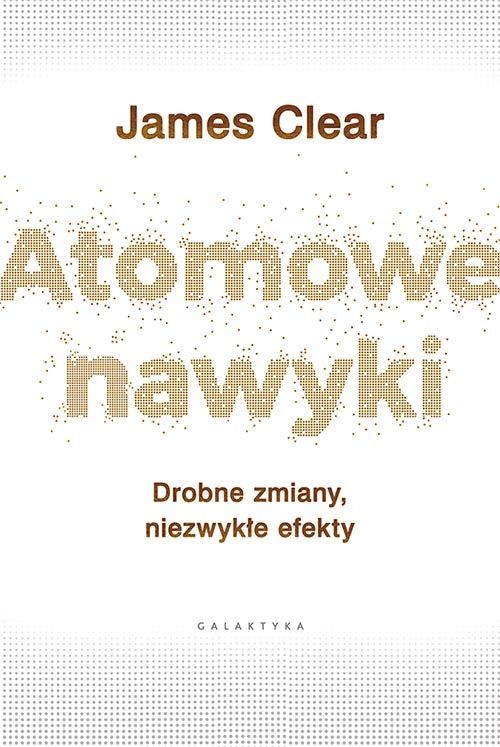 James Clear
Atomowe
nawyki
Drobne zmiany,
niezwykłe efekty
GALAKTYKA